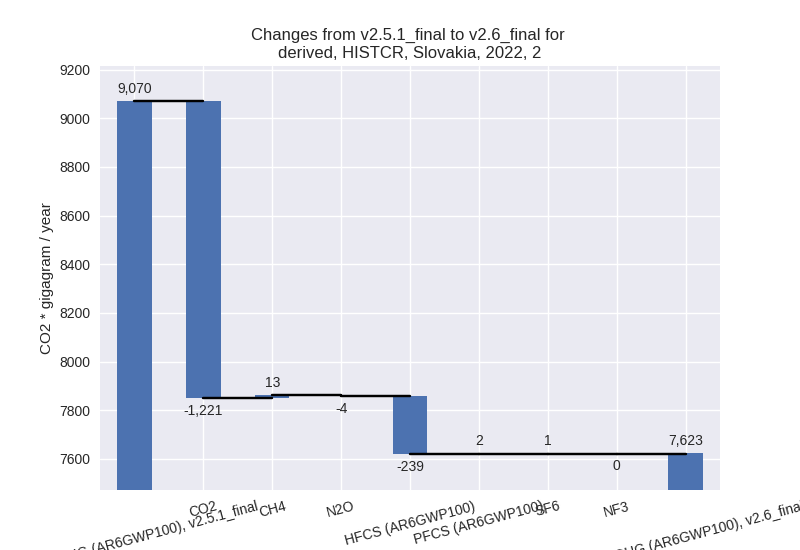 Changes from v2.5.1_final to v2.6_final for
derived, HISTCR, Slovakia, 2022, 2
CO2 * gigagram / year
9200
9000
8800
8600
8400
8200
8000
7800
7600
9,070
-1,221
13
-4
-239
2
1
0
7,623
(AR6GWP100), v2.5.1_final
CO2
CH4
N2O
HFCS (AR6GWP100)
PFCS (AR6GWP100)
SF6
NF3
(AR6GWP100), v2.6_final